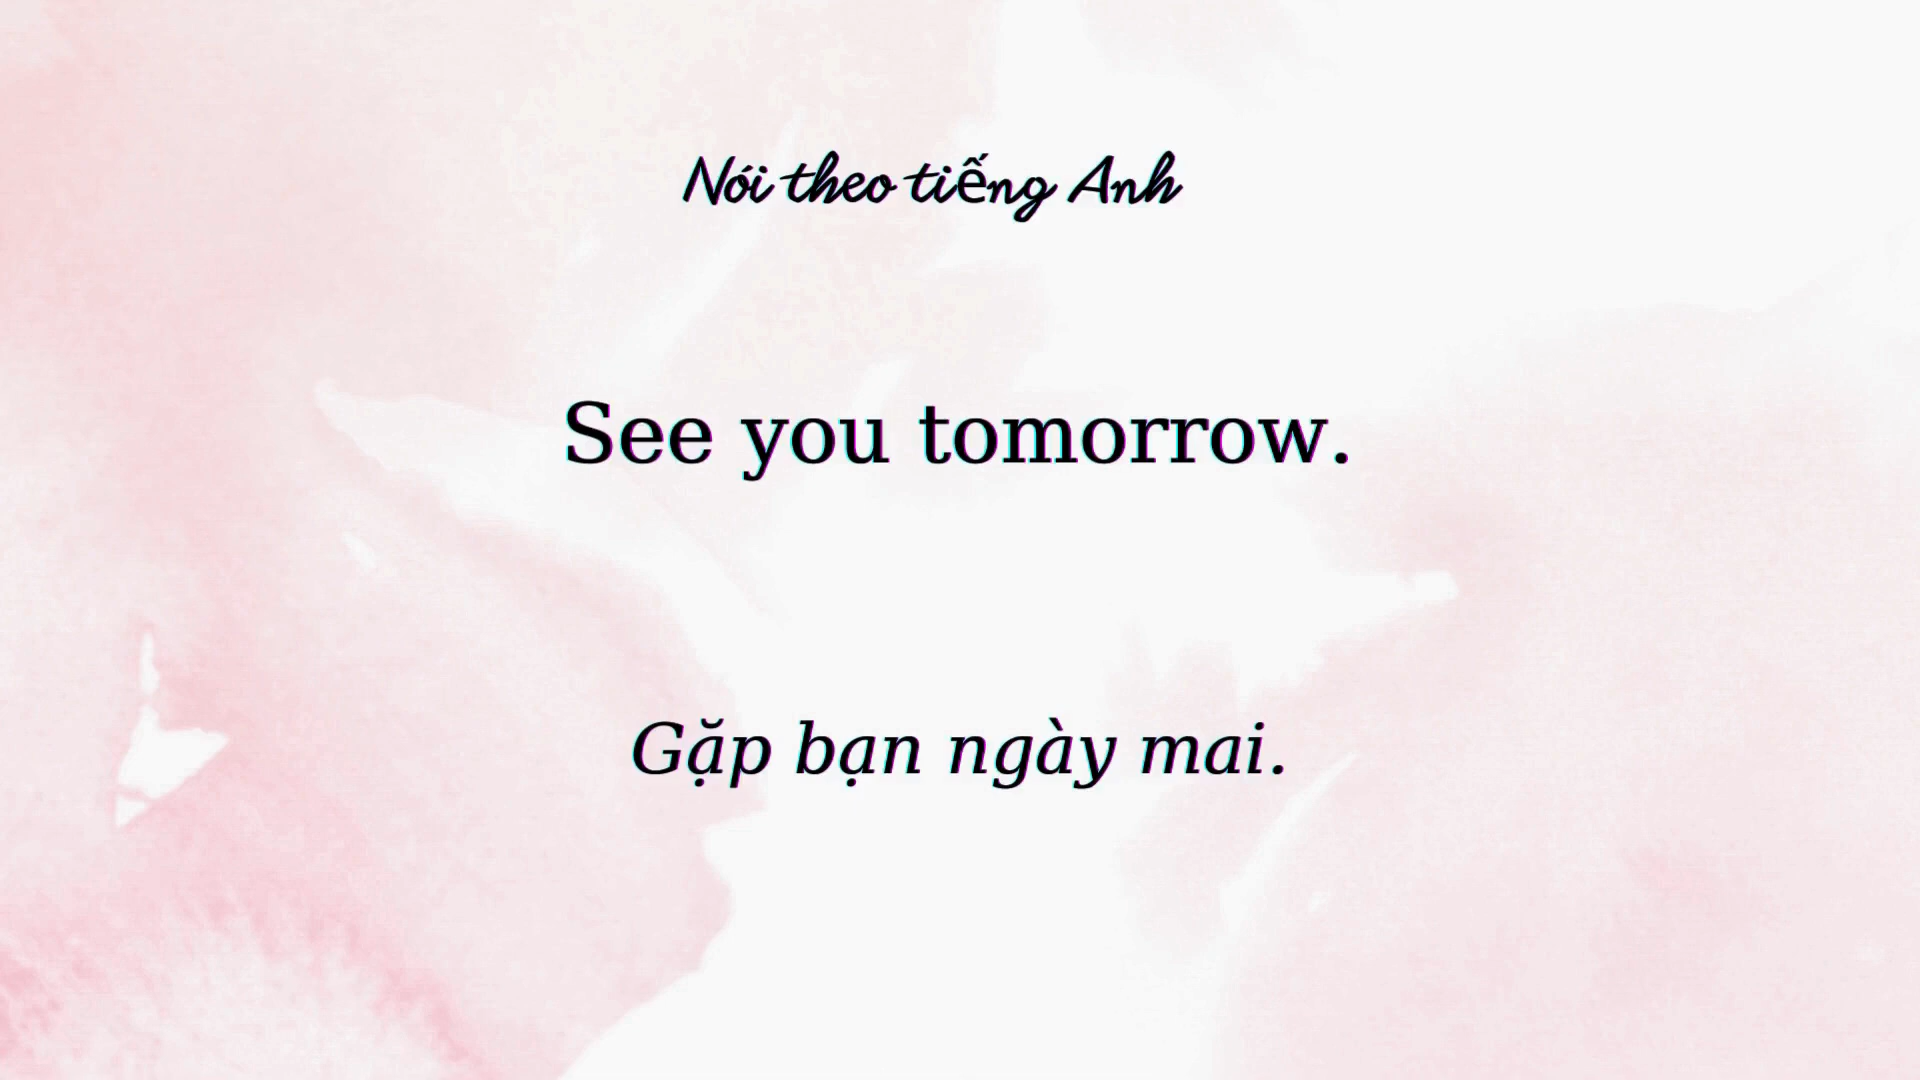 Nói theo tiếng Anh
See you tomorrow.
Gặp bạn ngày mai.